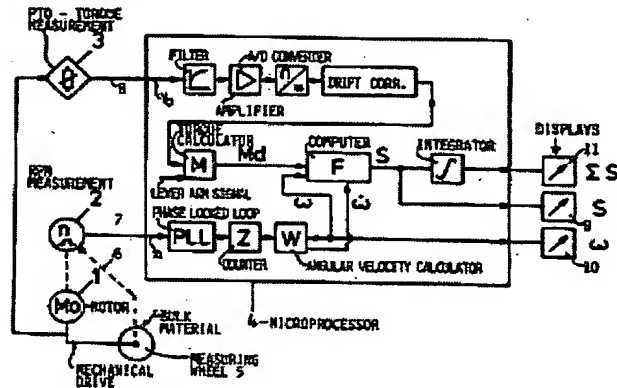 PTO - TORQUE
MEASUREMENT
3
8
b
FILTER
A/D CONVERTER
AMPLIFIER
DRIFT CORR.
TORQUE
CALCULATOR
M
Md
LEVER ARM SIGNAL
COMPUTER
F
S
INTEGRATOR
DISPLAYS
11
Σ S
S
9
ω
10
ω
ω̇
RPM
MEASUREMENT
2
n
7
a
PHASE LOCKED LOOP
PLL
Z
COUNTER
W
ANGULAR VELOCITY CALCULATOR
6
1
Mo
MOTOR
BULK
MATERIAL
4-MICROPROCESSOR
MECHANICAL
DRIVE
MEASURING
WHEEL 5